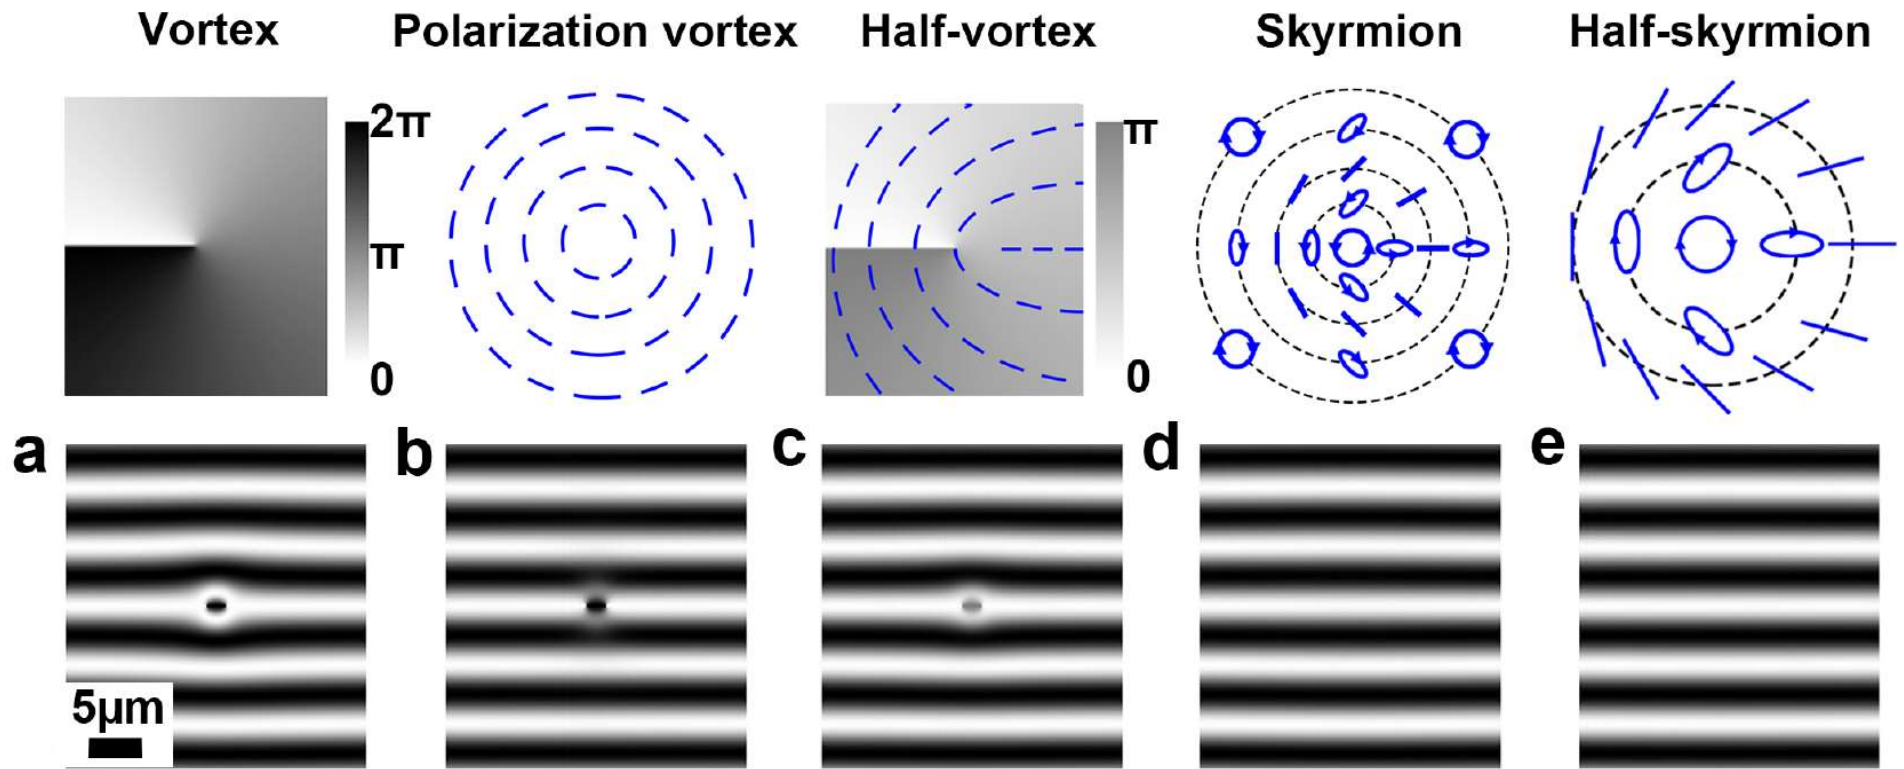 Vortex Polarization vortex Half-vortex Skyrmion Half-skyrmion
2π
π
0
π
0
a b c d e
5μm